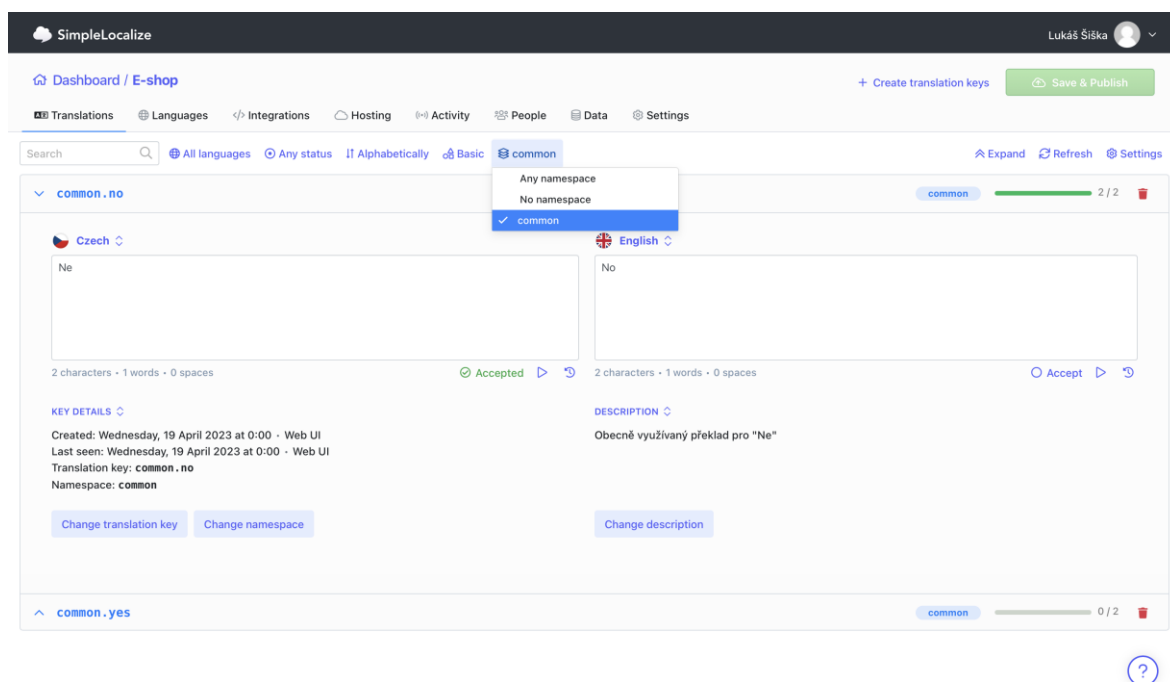 SimpleLocalize
Lukáš Šiška
Dashboard / E-shop
+ Create translation keys
Save & Publish
Translations Languages </> Integrations Hosting Activity People Data Settings
Search All languages Any status Alphabetically Basic common Expand Refresh Settings
Any namespace
No namespace
common
common.no common 2 / 2
Czech English
Ne No
2 characters • 1 words • 0 spaces Accepted 2 characters • 1 words • 0 spaces Accept
KEY DETAILS DESCRIPTION
Created: Wednesday, 19 April 2023 at 0:00 · Web UI Obecně využívaný překlad pro "Ne"
Last seen: Wednesday, 19 April 2023 at 0:00 · Web UI
Translation key: common.no
Namespace: common
Change translation key Change namespace Change description
common.yes common 0 / 2
?